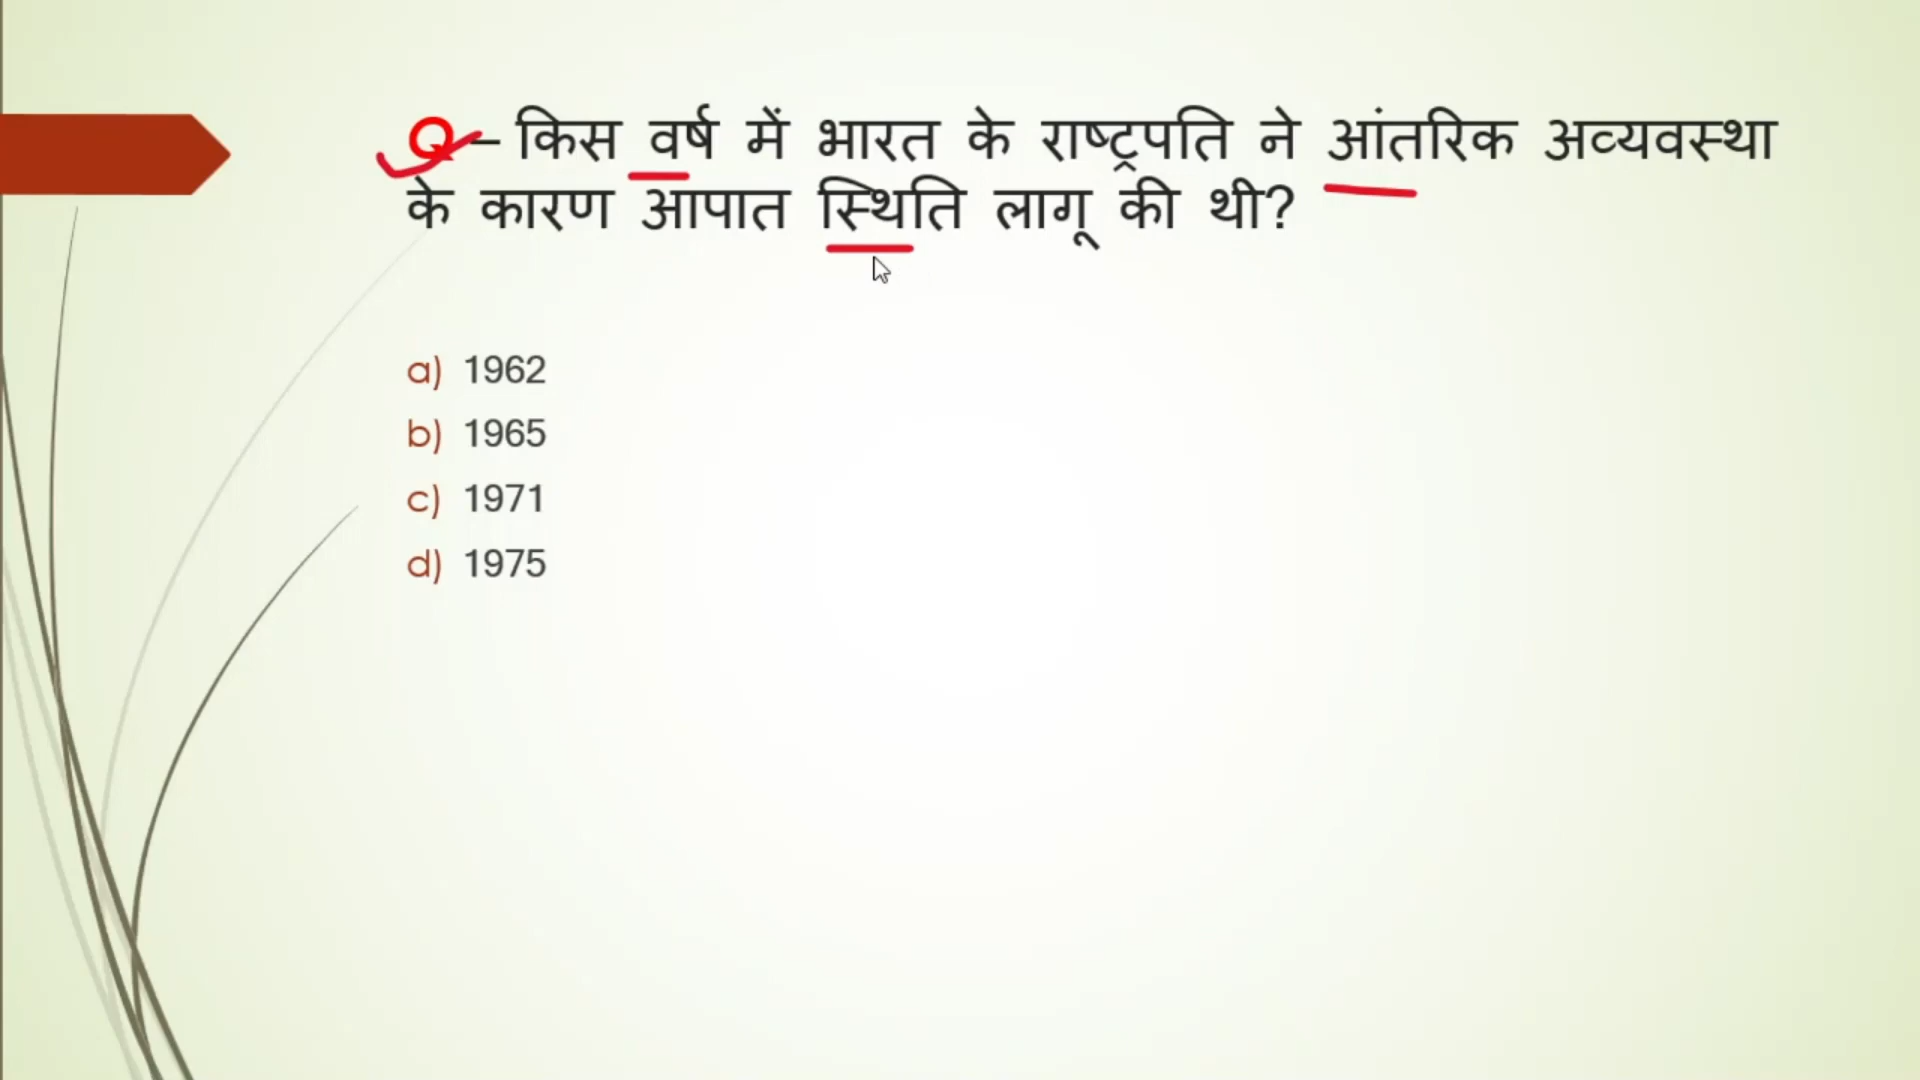 Q – किस वर्ष में भारत के राष्ट्रपति ने आंतरिक अव्यवस्था
के कारण आपात स्थिति लागू की थी?
a) 1962
b) 1965
c) 1971
d) 1975